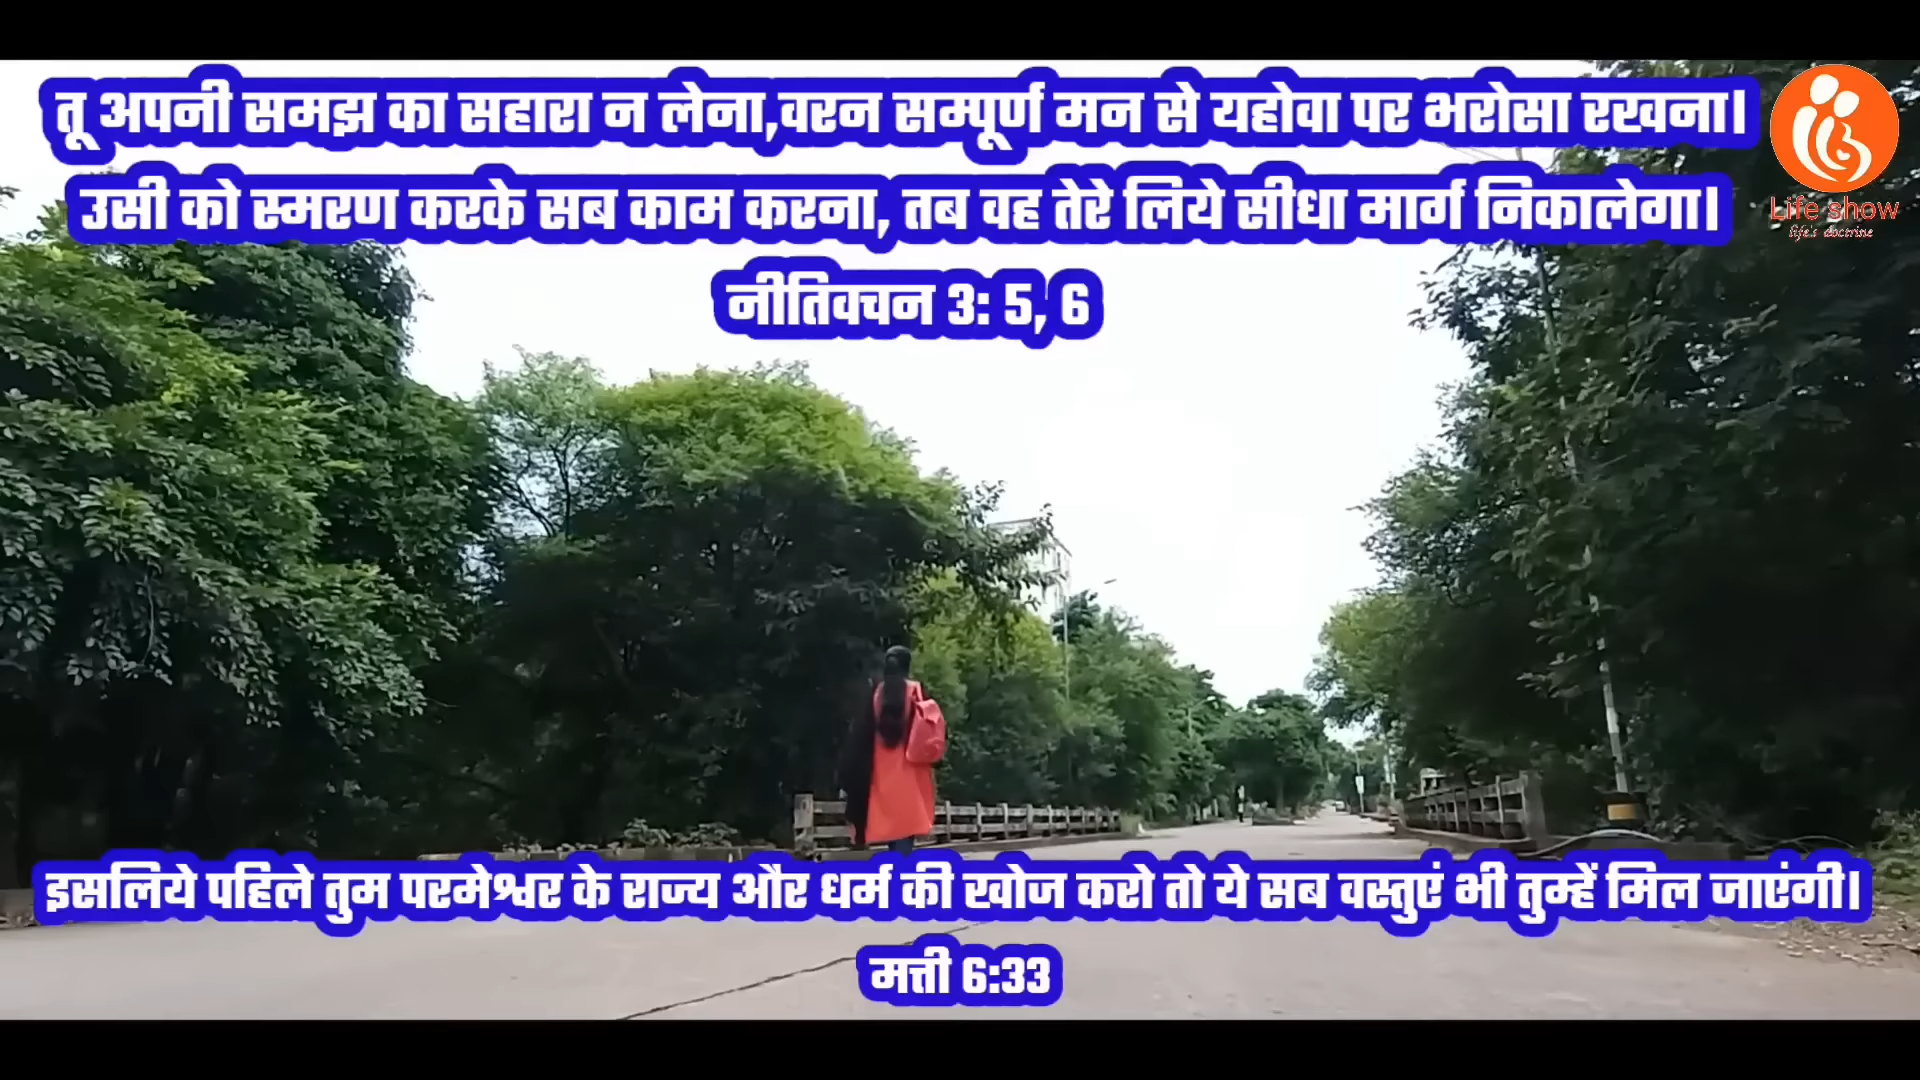 तू अपनी समझ का सहारा न लेना,वरन सम्पूर्ण मन से यहोवा पर भरोसा रखना।
उसी को स्मरण करके सब काम करना, तब वह तेरे लिये सीधा मार्ग निकालेगा।
नीतिवचन 3: 5, 6
Life show
life's doctrine
इसलिये पहिले तुम परमेश्वर के राज्य और धर्म की खोज करो तो ये सब वस्तुएं भी तुम्हें मिल जाएंगी।
मत्ती 6:33